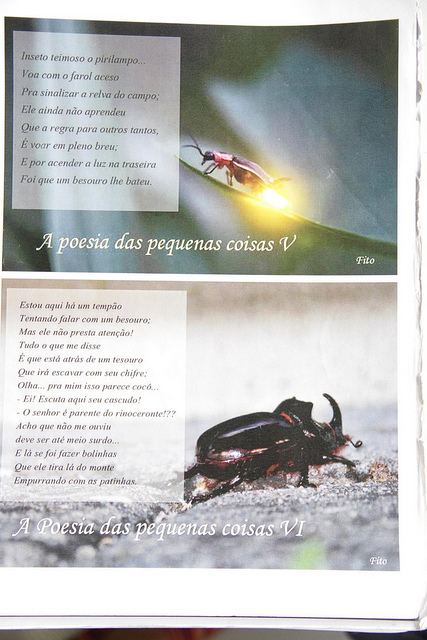 Inseto teimoso o pirilampo...
Voa com o farol aceso
Pra sinalizar a relva do campo;
Ele ainda não aprendeu
Que a regra para outros tantos,
É voar em pleno breu;
E por acender a luz na traseira
Foi que um besouro lhe bateu.
A poesia das pequenas coisas V
Fito
Estou aqui há um tempão
Tentando falar com um besouro;
Mas ele não presta atenção!
Tudo o que me disse
É que está atrás de um tesouro
Que irá escavar com seu chifre;
Olha... pra mim isso parece cocô...
- Ei! Escuta aqui seu cascudo!
- O senhor é parente do rinoceronte!??
Acho que não me ouviu
deve ser até meio surdo...
E lá se foi fazer bolinhas
Que ele tira lá do monte
Empurrando com as patinhas.
A Poesia das pequenas coisas VI
Fito